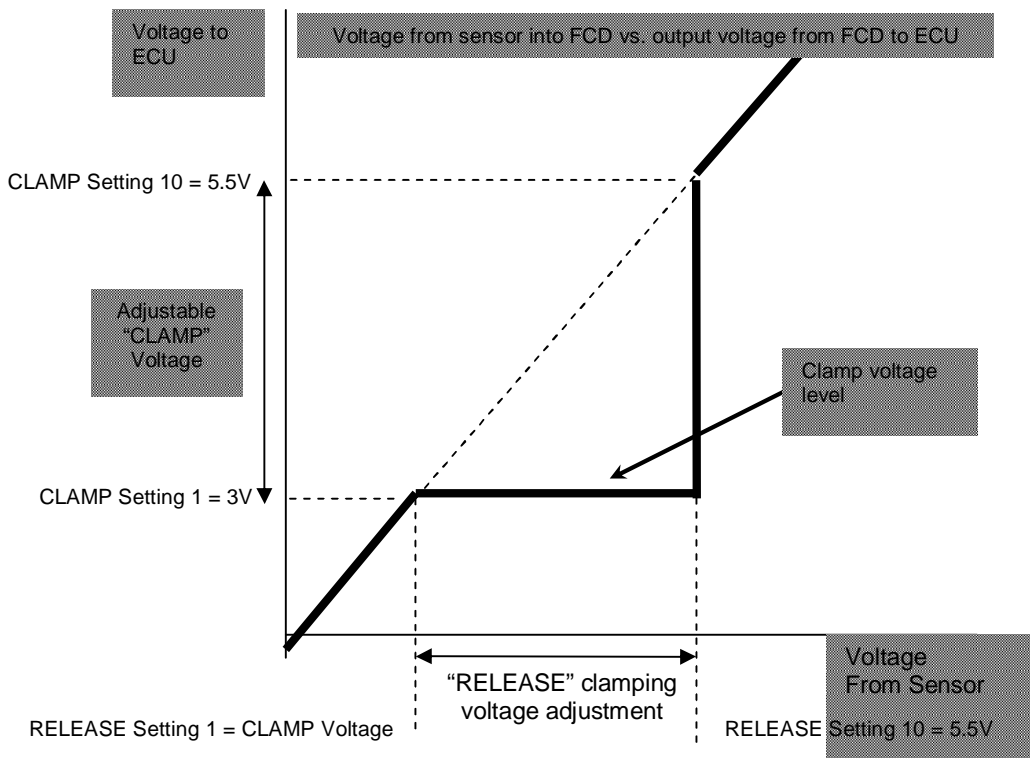 Voltage to
ECU
Voltage from sensor into FCD vs. output voltage from FCD to ECU
CLAMP Setting 10 = 5.5V
Adjustable
“CLAMP”
Voltage
Clamp voltage
level
CLAMP Setting 1 = 3V
“RELEASE” clamping
voltage adjustment
Voltage
From Sensor
RELEASE Setting 1 = CLAMP Voltage
RELEASE Setting 10 = 5.5V